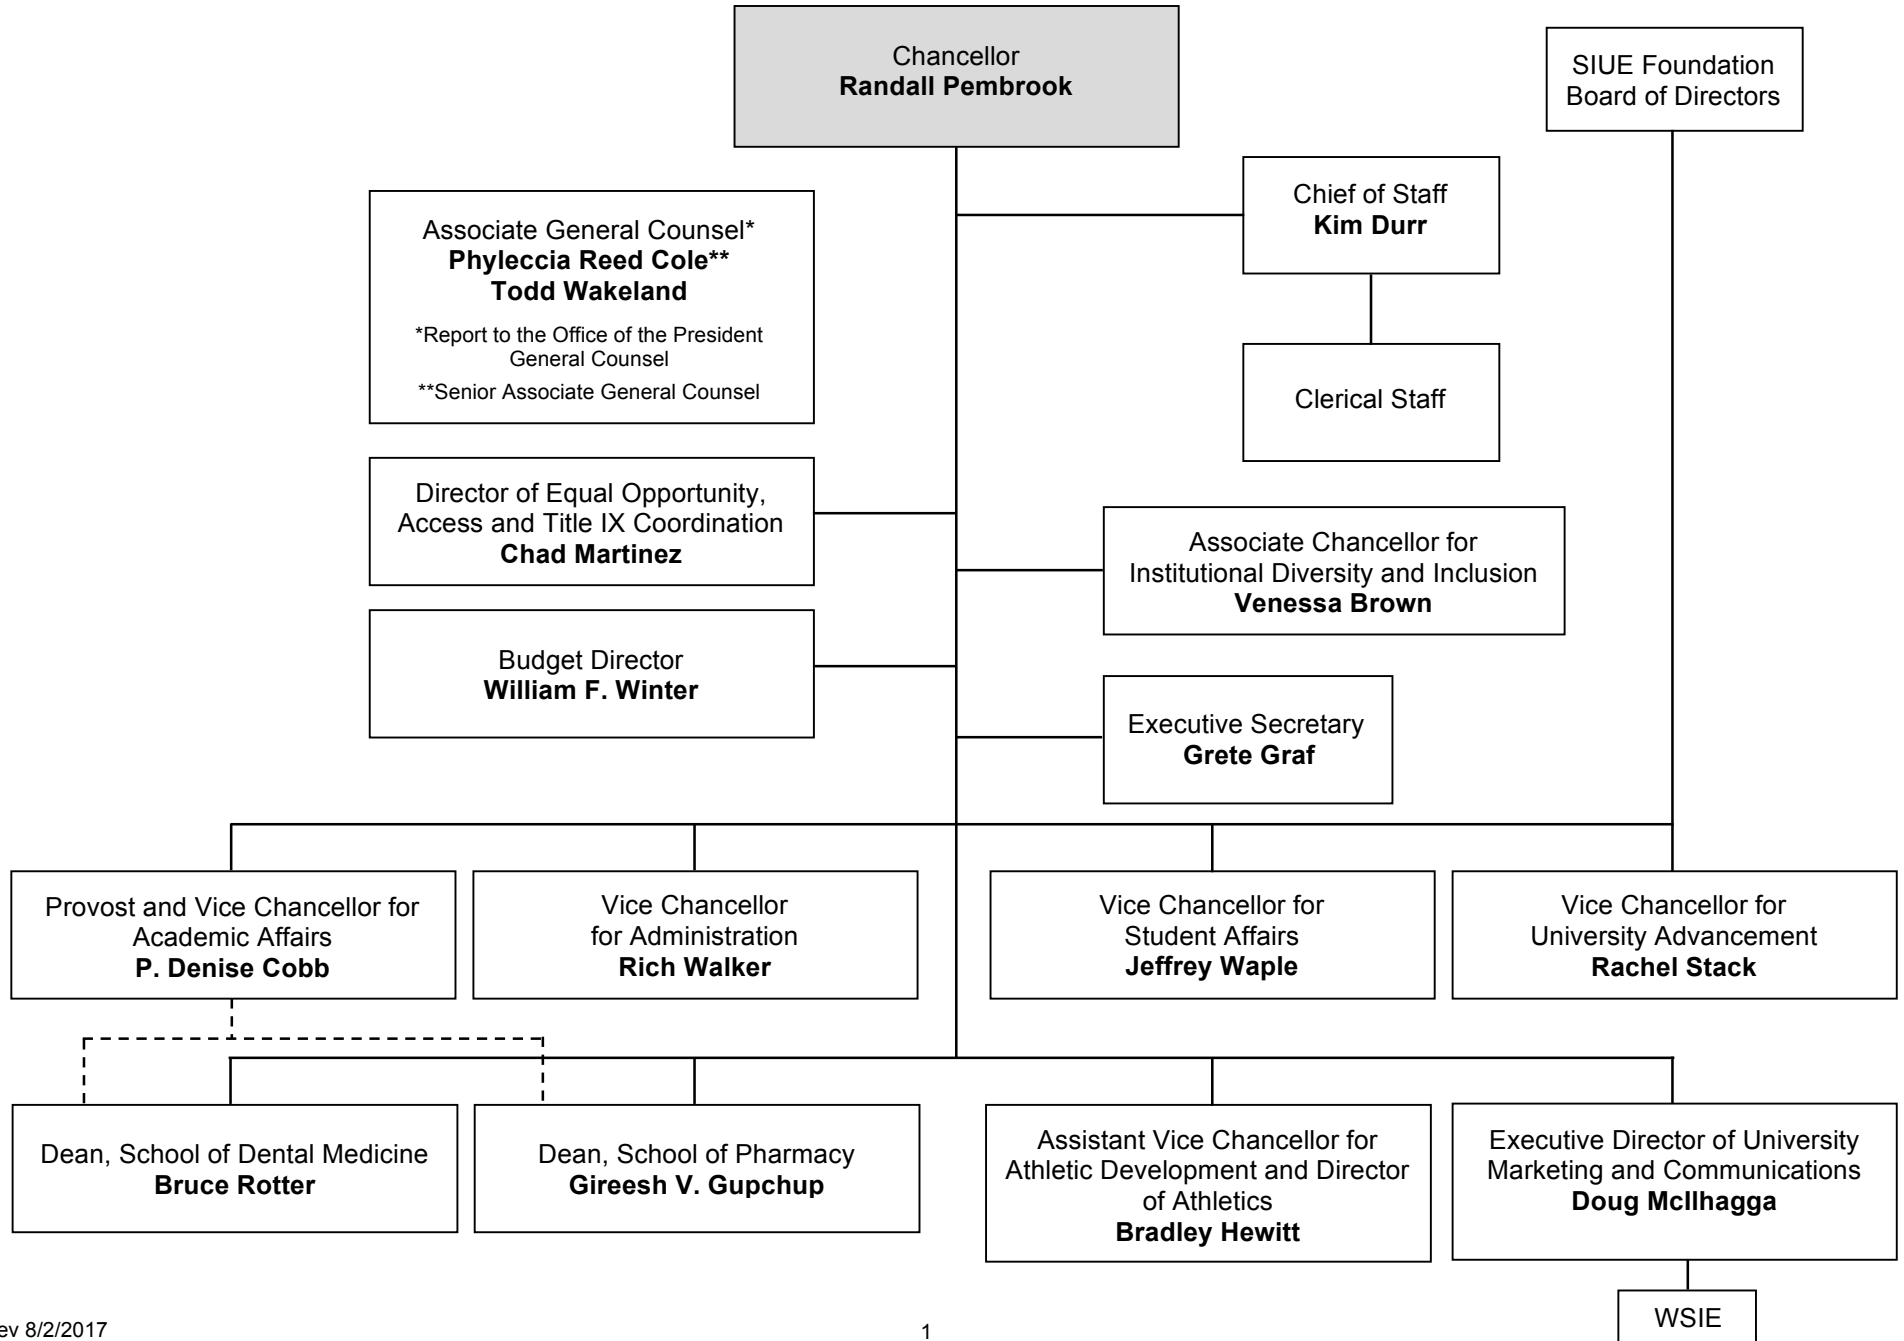 Chancellor
Randall Pembrook
SIUE Foundation
Board of Directors
Chief of Staff
Kim Durr
Associate General Counsel*
Phyleccia Reed Cole**
Todd Wakeland
*Report to the Office of the President
General Counsel
**Senior Associate General Counsel
Clerical Staff
Director of Equal Opportunity,
Access and Title IX Coordination
Chad Martinez
Associate Chancellor for
Institutional Diversity and Inclusion
Venessa Brown
Budget Director
William F. Winter
Executive Secretary
Grete Graf
Provost and Vice Chancellor for
Academic Affairs
P. Denise Cobb
Vice Chancellor
for Administration
Rich Walker
Vice Chancellor for
Student Affairs
Jeffrey Waple
Vice Chancellor for
University Advancement
Rachel Stack
Dean, School of Dental Medicine
Bruce Rotter
Dean, School of Pharmacy
Gireesh V. Gupchup
Assistant Vice Chancellor for
Athletic Development and Director
of Athletics
Bradley Hewitt
Executive Director of University
Marketing and Communications
Doug McIlhagga
WSIE
ev 8/2/2017
1